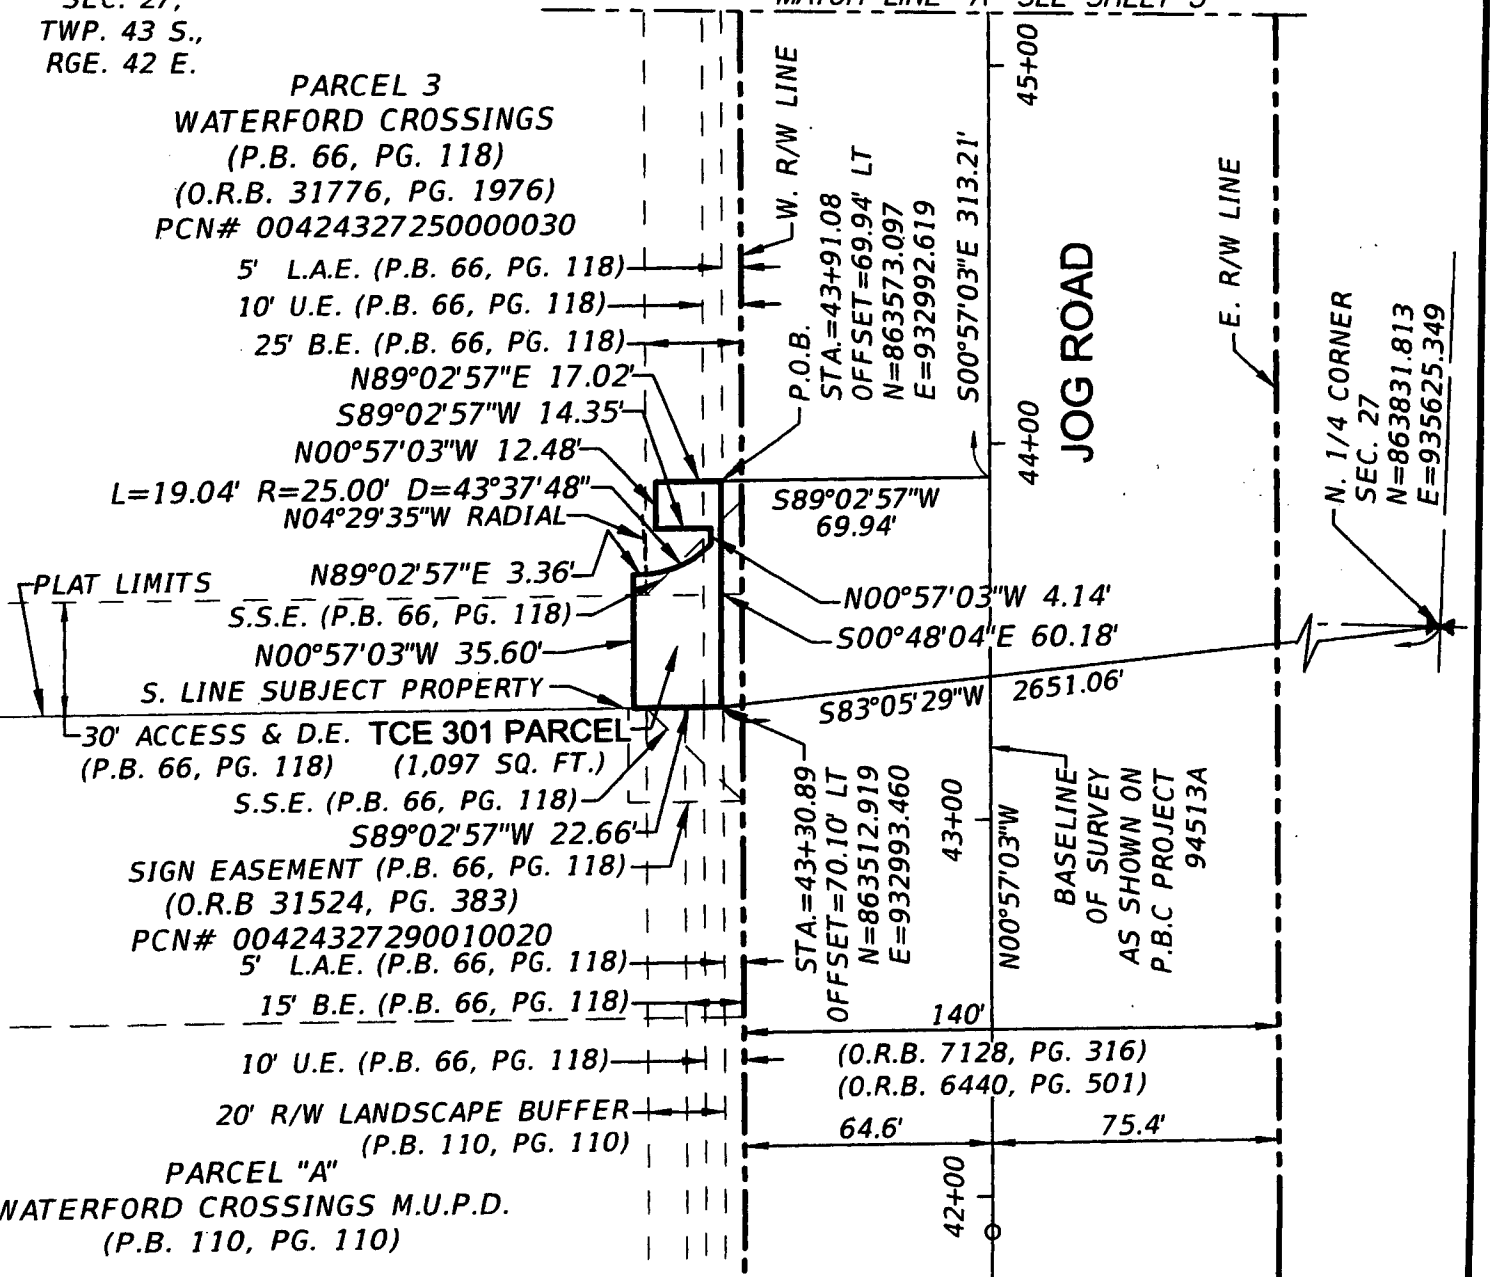 SEC. 27,
TWP. 43 S.,
RGE. 42 E.
MATCH LINE "A" SEE SHEET 3
PARCEL 3
WATERFORD CROSSINGS
(P.B. 66, PG. 118)
(O.R.B. 31776, PG. 1976)
PCN# 00424327250000030
5' L.A.E. (P.B. 66, PG. 118)
10' U.E. (P.B. 66, PG. 118)
25' B.E. (P.B. 66, PG. 118)
N89°02'57"E 17.02'
S89°02'57"W 14.35'
N00°57'03"W 12.48'
L=19.04' R=25.00' D=43°37'48"
N04°29'35"W RADIAL
N89°02'57"E 3.36'
PLAT LIMITS
S.S.E. (P.B. 66, PG. 118)
N00°57'03"W 35.60'
S. LINE SUBJECT PROPERTY
30' ACCESS & D.E.
(P.B. 66, PG. 118)
TCE 301 PARCEL
(1,097 SQ. FT.)
S.S.E. (P.B. 66, PG. 118)
S89°02'57"W 22.66'
SIGN EASEMENT (P.B. 66, PG. 118)
(O.R.B 31524, PG. 383)
PCN# 00424327290010020
5' L.A.E. (P.B. 66, PG. 118)
15' B.E. (P.B. 66, PG. 118)
10' U.E. (P.B. 66, PG. 118)
20' R/W LANDSCAPE BUFFER
(P.B. 110, PG. 110)
PARCEL "A"
WATERFORD CROSSINGS M.U.P.D.
(P.B. 110, PG. 110)
W. R/W LINE
P.O.B.
STA.=43+91.08
OFFSET=69.94' LT
N=863573.097
E=932992.619
S00°57'03"E 313.21'
45+00
44+00
JOG ROAD
E. R/W LINE
N. 1/4 CORNER
SEC. 27
N=863831.813
E=935625.349
S89°02'57"W
69.94'
N00°57'03"W 4.14'
S00°48'04"E 60.18'
S83°05'29"W 2651.06'
STA.=43+30.89
OFFSET=70.10' LT
N=863512.919
E=932993.460
43+00
N00°57'03"W
BASELINE
OF SURVEY
AS SHOWN ON
P.B.C PROJECT
94513A
140'
(O.R.B. 7128, PG. 316)
(O.R.B. 6440, PG. 501)
64.6'
75.4'
42+00